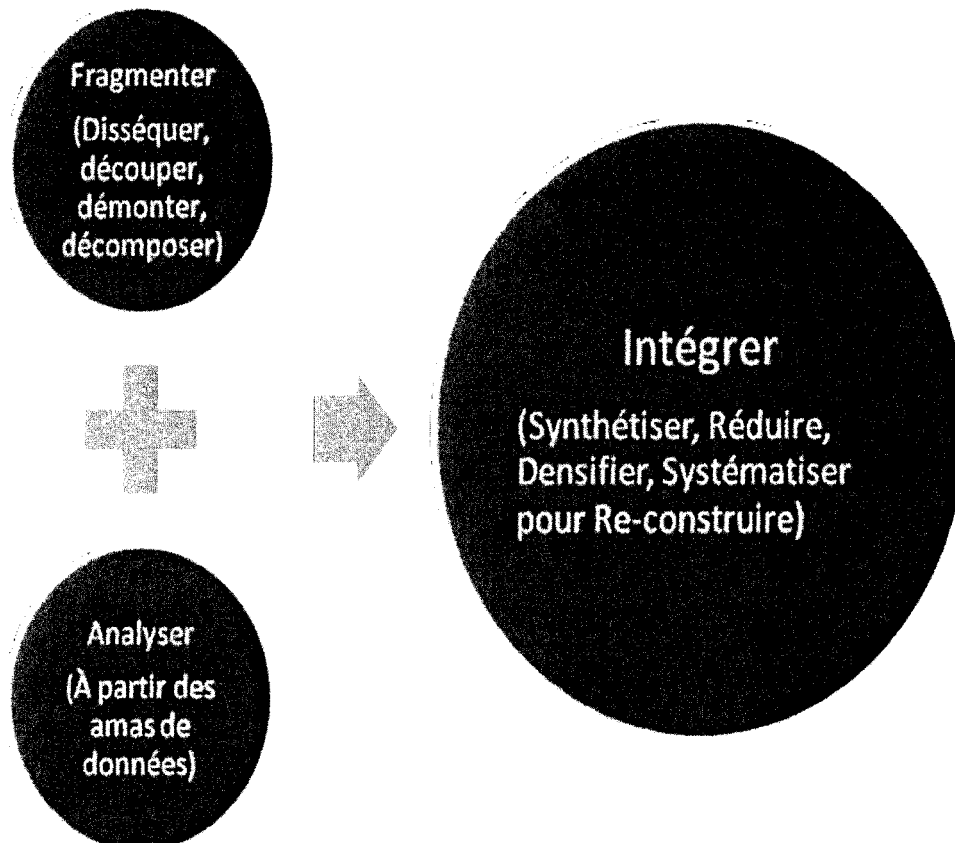 Fragmenter
(Disséquer,
découper,
démonter,
décomposer)
Analyser
(À partir des
amas de
données)
Intégrer
(Synthétiser, Réduire,
Densifier, Systématiser
pour Re-construire)